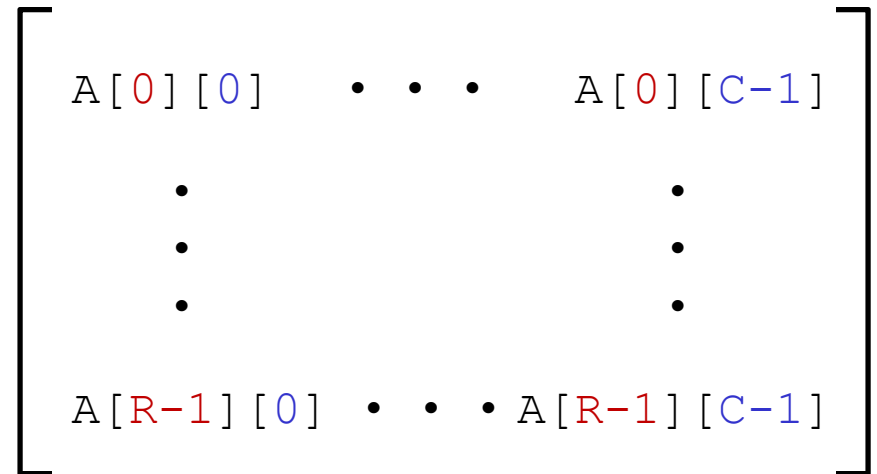 A[0][0] • • • A[0][C-1]
• •
• •
• •
A[R-1][0] • • • A[R-1][C-1]